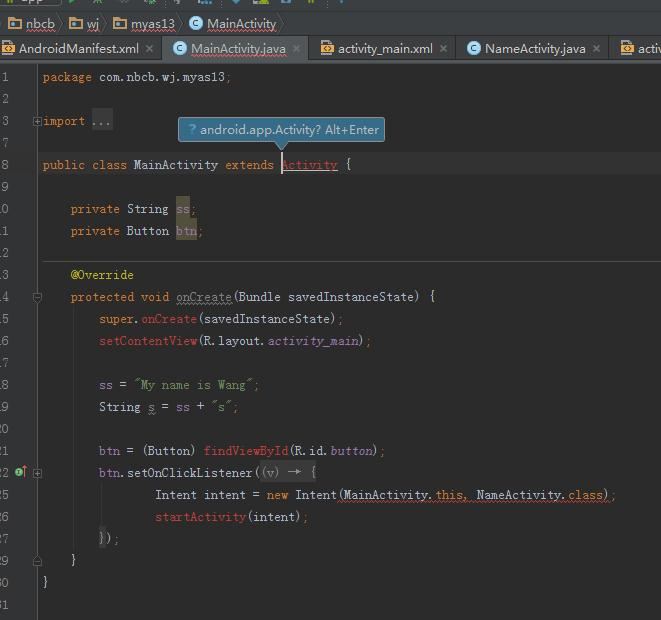 nbcb wj myas13 MainActivity
AndroidManifest.xml MainActivity.java activity_main.xml NameActivity.java activi
1 package com.nbcb.wj.myas13;
2
3 import ...
? android.app.Activity? Alt+Enter
7
8 public class MainActivity extends Activity {
9
10 private String ss;
11 private Button btn;
12
13 @Override
14 protected void onCreate(Bundle savedInstanceState) {
15 super.onCreate(savedInstanceState);
16 setContentView(R.layout.activity_main);
17
18 ss = "My name is Wang";
19 String s = ss + "s";
20
21 btn = (Button) findViewById(R.id.button);
22 btn.setOnClickListener((v) → {
25 Intent intent = new Intent(MainActivity.this, NameActivity.class);
26 startActivity(intent);
27 });
29 }
30 }
31